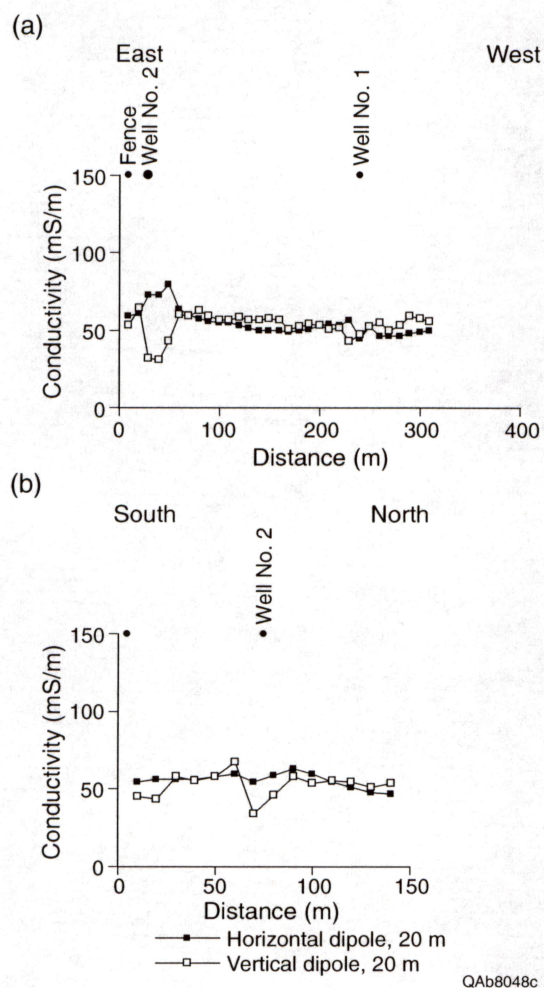 (a)
East
West
Fence
Well No. 2
Well No. 1
Conductivity (mS/m)
150
100
50
0
0
100
200
300
400
Distance (m)
(b)
South
North
Well No. 2
Conductivity (mS/m)
150
100
50
0
0
50
100
150
Distance (m)
Horizontal dipole, 20 m
Vertical dipole, 20 m
QAb8048c